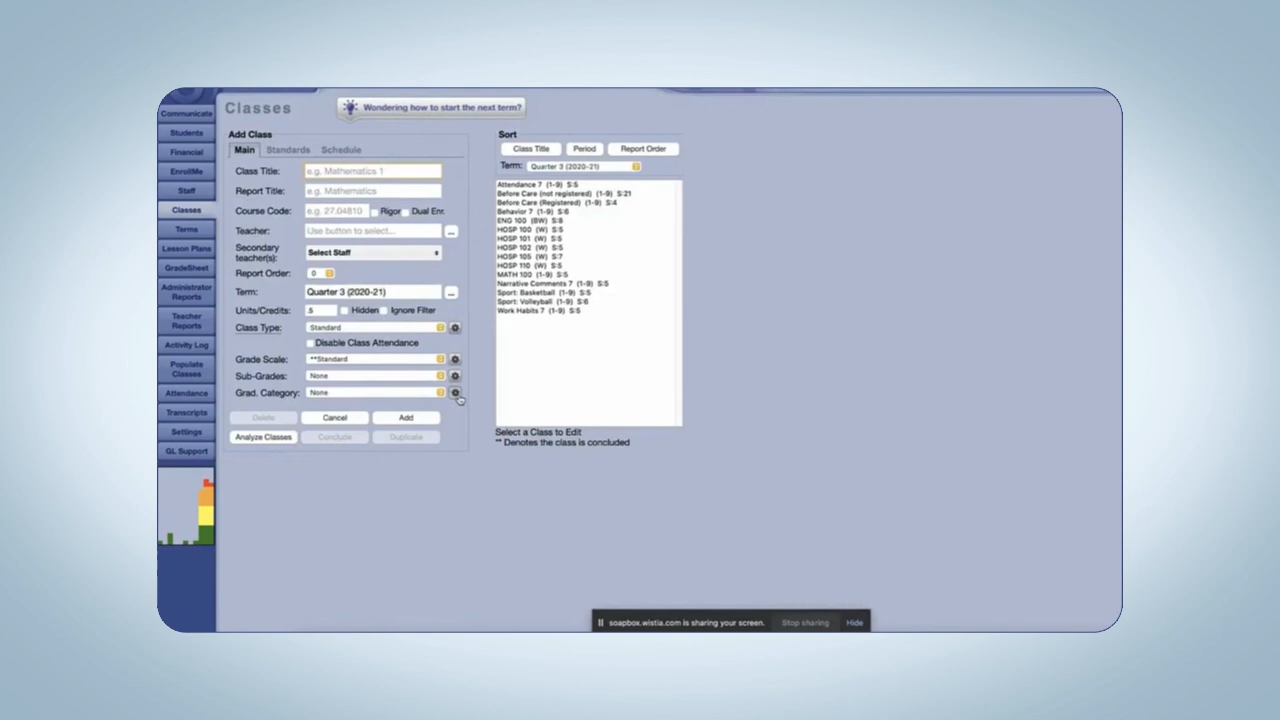 Communicate
Students
Financial
EnrollMe
Staff
Classes
Terms
Lesson Plans
GradeSheet
Administrator
Reports
Teacher
Reports
Activity Log
Populate
Classes
Attendance
Transcripts
Settings
GL Support
Classes
Wondering how to start the next term?
Add Class
Main Standards Schedule
Class Title: e.g. Mathematics 1
Report Title: e.g. Mathematics
Course Code: e.g. 27.04810 Rigor Dual Enr.
Teacher: Use button to select... ...
Secondary
teacher(s): Select Staff
Report Order: 0
Term: Quarter 3 (2020-21) ...
Units/Credits: .5 Hidden Ignore Filter
Class Type: Standard
Disable Class Attendance
Grade Scale: **Standard
Sub-Grades: None
Grad. Category: None
Delete Cancel Add
Analyze Classes Conclude Duplicate
Sort
Class Title Period Report Order
Term: Quarter 3 (2020-21)
Attendance 7 (1-9) S:5
Before Care (not registered) (1-9) S:21
Before Care (Registered) (1-9) S:4
Behavior 7 (1-9) S:6
ENG 100 (BW) S:8
HOSP 100 (W) S:5
HOSP 101 (W) S:5
HOSP 102 (W) S:5
HOSP 105 (W) S:7
HOSP 110 (W) S:5
MATH 100 (1-9) S:5
Narrative Comments 7 (1-9) S:5
Sport: Basketball (1-9) S:5
Sport: Volleyball (1-9) S:6
Work Habits 7 (1-9) S:5
Select a Class to Edit
** Denotes the class is concluded
soapbox.wistia.com is sharing your screen. Stop sharing Hide